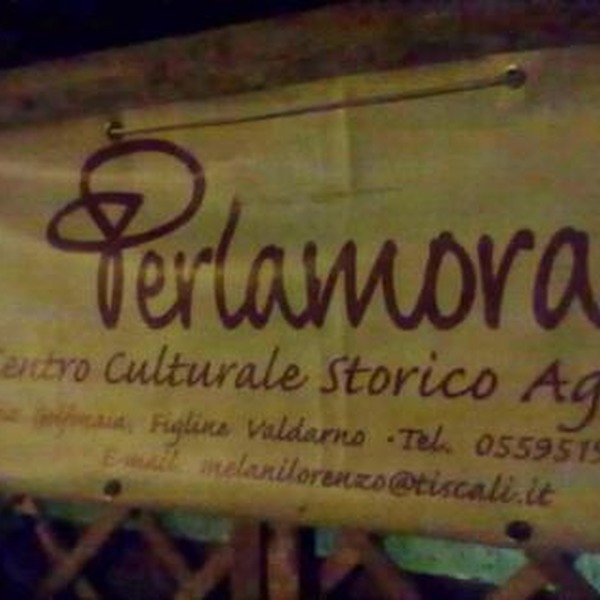 Perlamora
Centro Culturale Storico Ag
Figline Valdarno - Tel. 0559515
E-mail melanilorenzo@tiscali.it